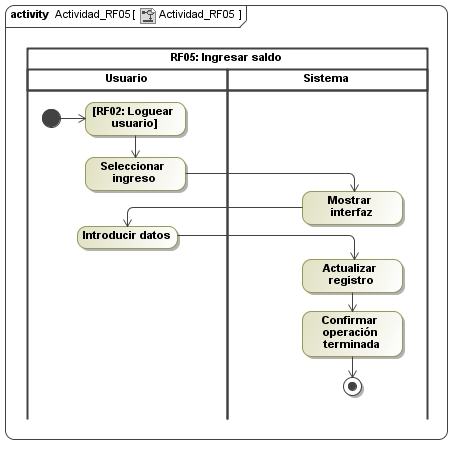 activity Actividad_RF05[ Actividad_RF05 ]
RF05: Ingresar saldo
Usuario
Sistema
[RF02: Loguear
usuario]
Seleccionar
ingreso
Mostrar
interfaz
Introducir datos
Actualizar
registro
Confirmar
operación
terminada